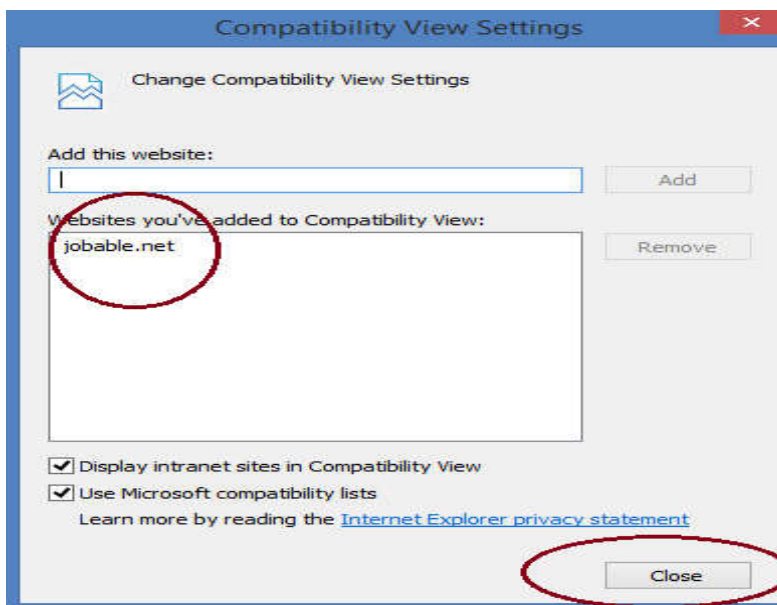 Compatibility View Settings
Change Compatibility View Settings
Add this website:
Add
Websites you've added to Compatibility View:
jobable.net
Remove
Display intranet sites in Compatibility View
Use Microsoft compatibility lists
Learn more by reading the Internet Explorer privacy statement
Close